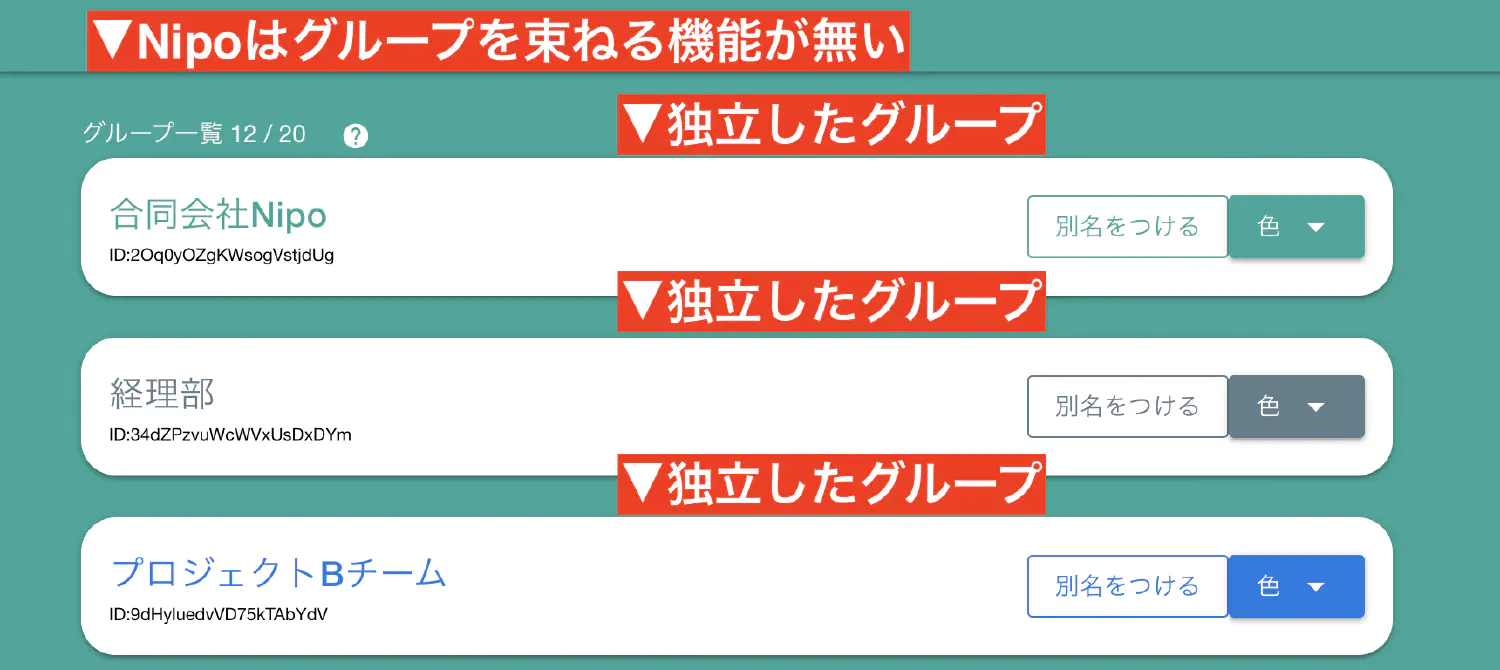 ▼Nipoはグループを束ねる機能が無い
▼独立したグループ
グループ一覧 12 / 20 ?
合同会社Nipo
別名をつける 色
ID:2Oq0yOZgKWsogVstjdUg
▼独立したグループ
経理部
別名をつける 色
ID:34dZPzvuWcWVxUsDxDYm
▼独立したグループ
プロジェクトBチーム
別名をつける 色
ID:9dHyluedvVD75kTAbYdV